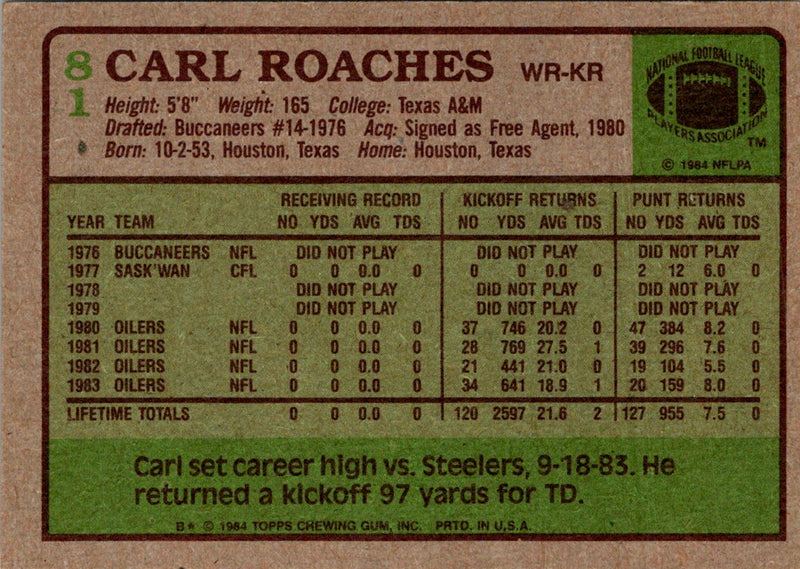 81 CARL ROACHES WR-KR
Height: 5'8" Weight: 165 College: Texas A&M
Drafted: Buccaneers #14-1976 Acq: Signed as Free Agent, 1980
Born: 10-2-53, Houston, Texas Home: Houston, Texas
NATIONAL FOOTBALL LEAGUE
PLAYERS ASSOCIATION
TM
© 1984 NFLPA
RECEIVING RECORD KICKOFF RETURNS PUNT RETURNS
YEAR TEAM NO YDS AVG TDS NO YDS AVG TDS NO YDS AVG TDS
1976 BUCCANEERS NFL DID NOT PLAY DID NOT PLAY DID NOT PLAY
1977 SASK'WAN CFL 0 0 0.0 0 0 0 0.0 0 2 12 6.0 0
1978 DID NOT PLAY DID NOT PLAY DID NOT PLAY
1979 DID NOT PLAY DID NOT PLAY DID NOT PLAY
1980 OILERS NFL 0 0 0.0 0 37 746 20.2 0 47 384 8.2 0
1981 OILERS NFL 0 0 0.0 0 28 769 27.5 1 39 296 7.6 0
1982 OILERS NFL 0 0 0.0 0 21 441 21.0 0 19 104 5.5 0
1983 OILERS NFL 0 0 0.0 0 34 641 18.9 1 20 159 8.0 0
LIFETIME TOTALS 0 0 0.0 0 120 2597 21.6 2 127 955 7.5 0
Carl set career high vs. Steelers, 9-18-83. He
returned a kickoff 97 yards for TD.
B* © 1984 TOPPS CHEWING GUM, INC. PRTD. IN U.S.A.